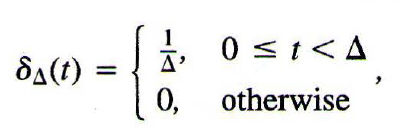 δ_Δ(t) = { 1/Δ, 0 ≤ t < Δ
0, otherwise ,